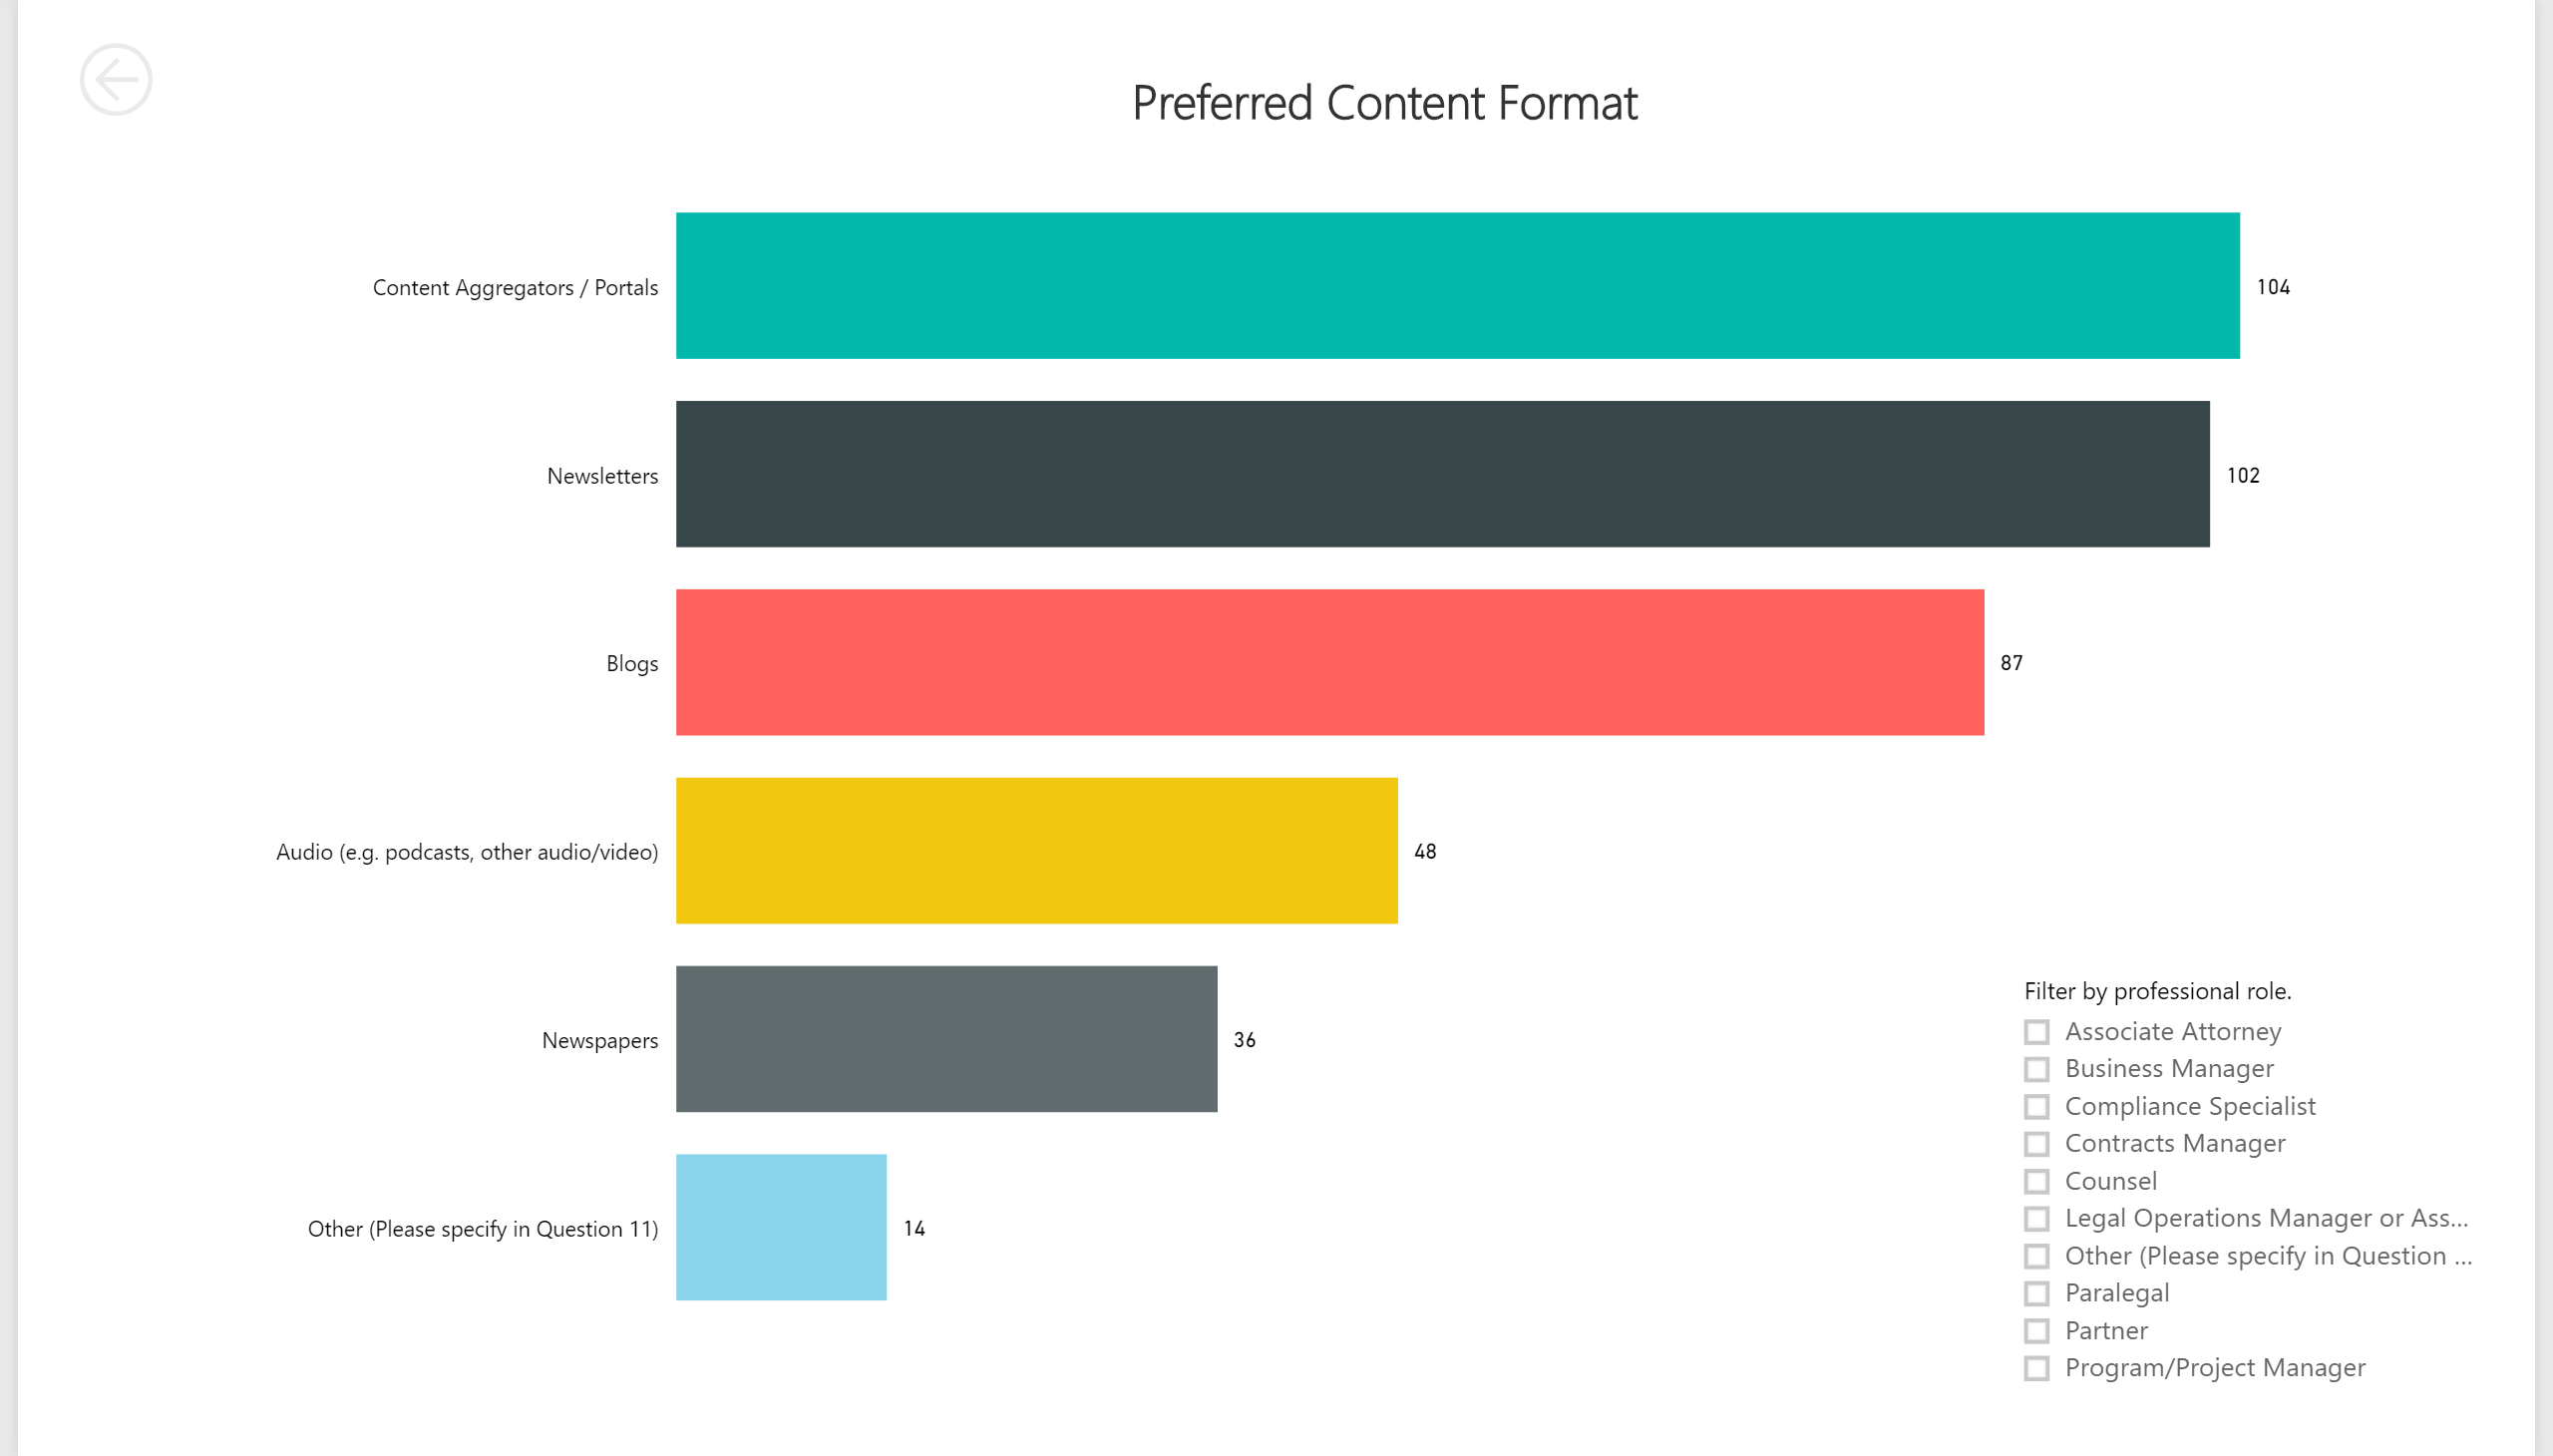 Preferred Content Format
Content Aggregators / Portals
104
Newsletters
102
Blogs
87
Audio (e.g. podcasts, other audio/video)
48
Newspapers
36
Other (Please specify in Question 11)
14
Filter by professional role.
Associate Attorney
Business Manager
Compliance Specialist
Contracts Manager
Counsel
Legal Operations Manager or Ass...
Other (Please specify in Question ...
Paralegal
Partner
Program/Project Manager